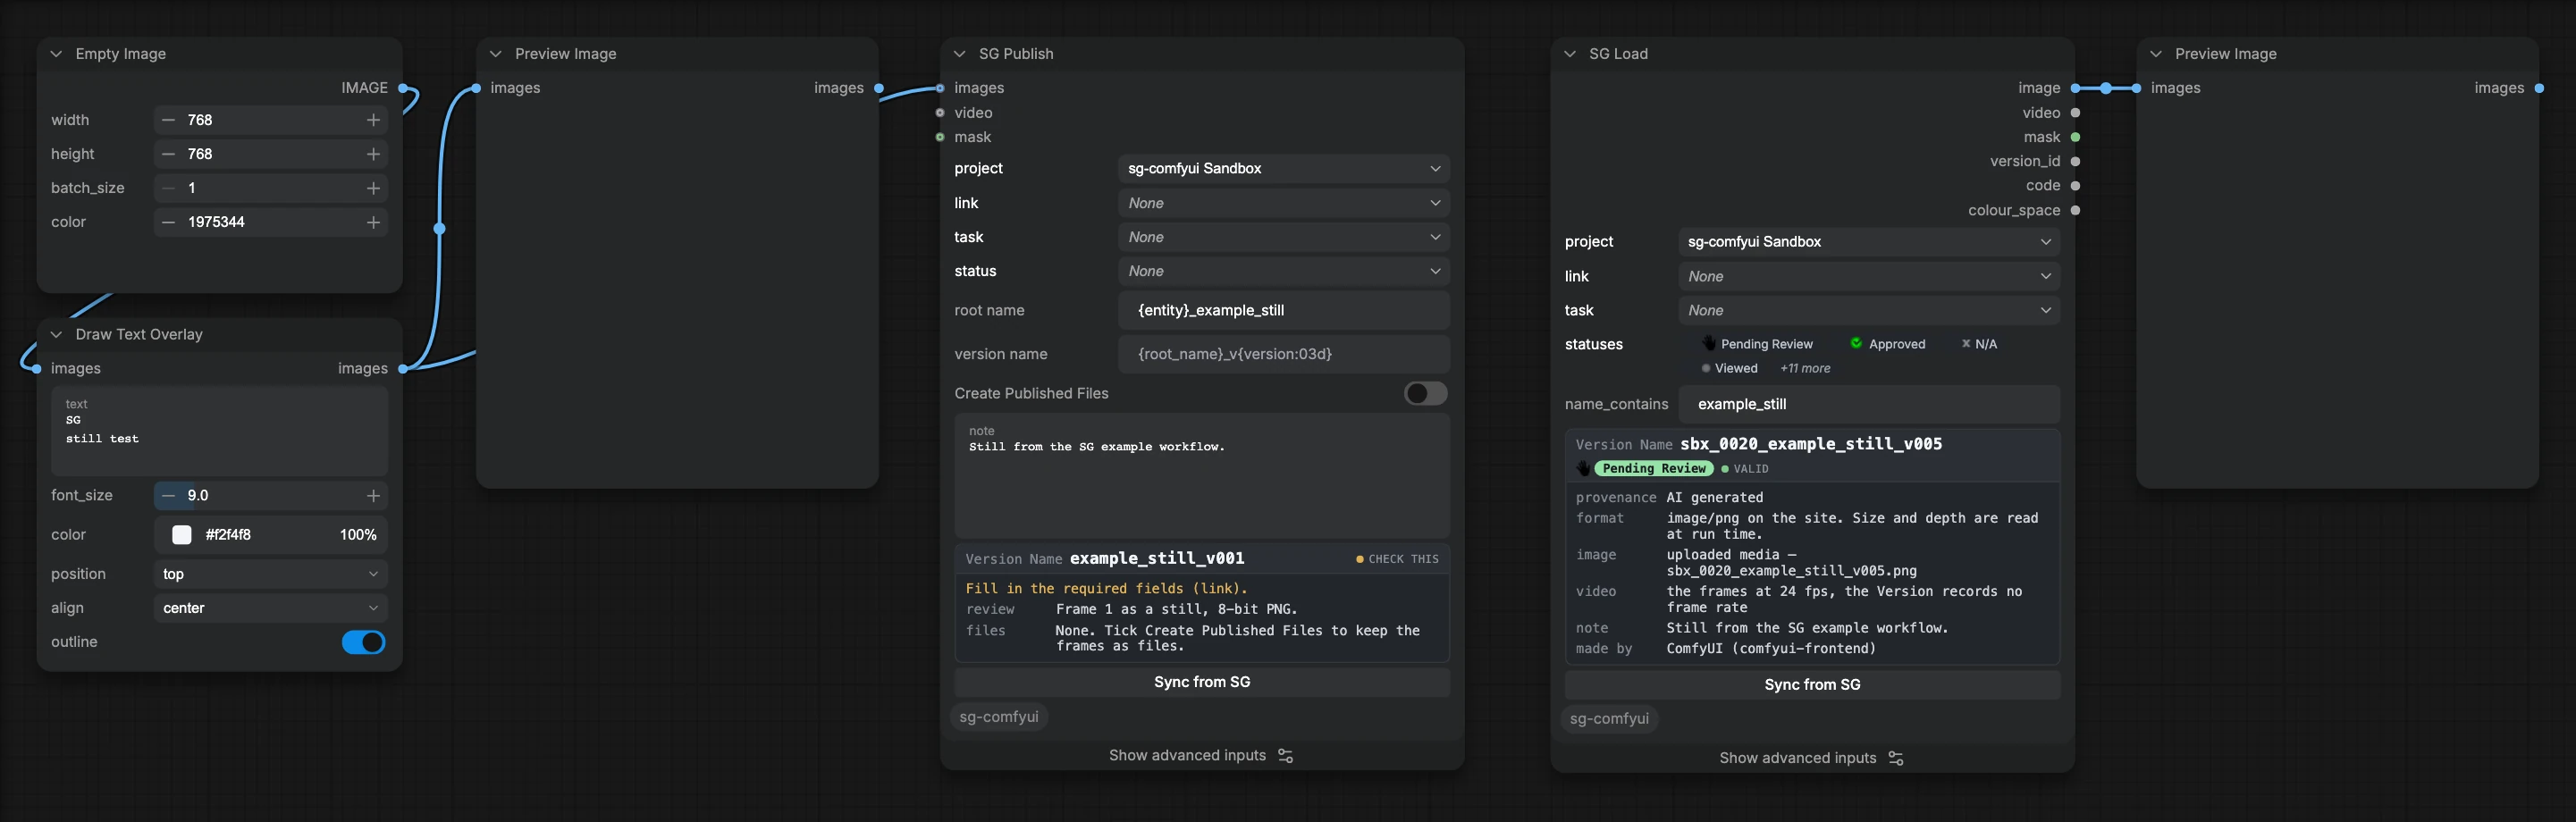 Empty Image
IMAGE
width 768
height 768
batch_size 1
color 1975344
Draw Text Overlay
images images
text
SG
still test
font_size 9.0
color #f2f4f8 100%
position top
align center
outline
Preview Image
images images
SG Publish
images
video
mask
project sg-comfyui Sandbox
link None
task None
status None
root name {entity}_example_still
version name {root_name}_v{version:03d}
Create Published Files
note
Still from the SG example workflow.
Version Name example_still_v001 CHECK THIS
Fill in the required fields (link).
review Frame 1 as a still, 8-bit PNG.
files None. Tick Create Published Files to keep the
frames as files.
Sync from SG
sg-comfyui
Show advanced inputs
SG Load
image
video
mask
version_id
code
colour_space
project sg-comfyui Sandbox
link None
task None
statuses Pending Review Approved N/A
Viewed +11 more
name_contains example_still
Version Name sbx_0020_example_still_v005
Pending Review VALID
provenance AI generated
format image/png on the site. Size and depth are read
at run time.
image uploaded media —
sbx_0020_example_still_v005.png
video the frames at 24 fps, the Version records no
frame rate
note Still from the SG example workflow.
made by ComfyUI (comfyui-frontend)
Sync from SG
sg-comfyui
Show advanced inputs
Preview Image
images images